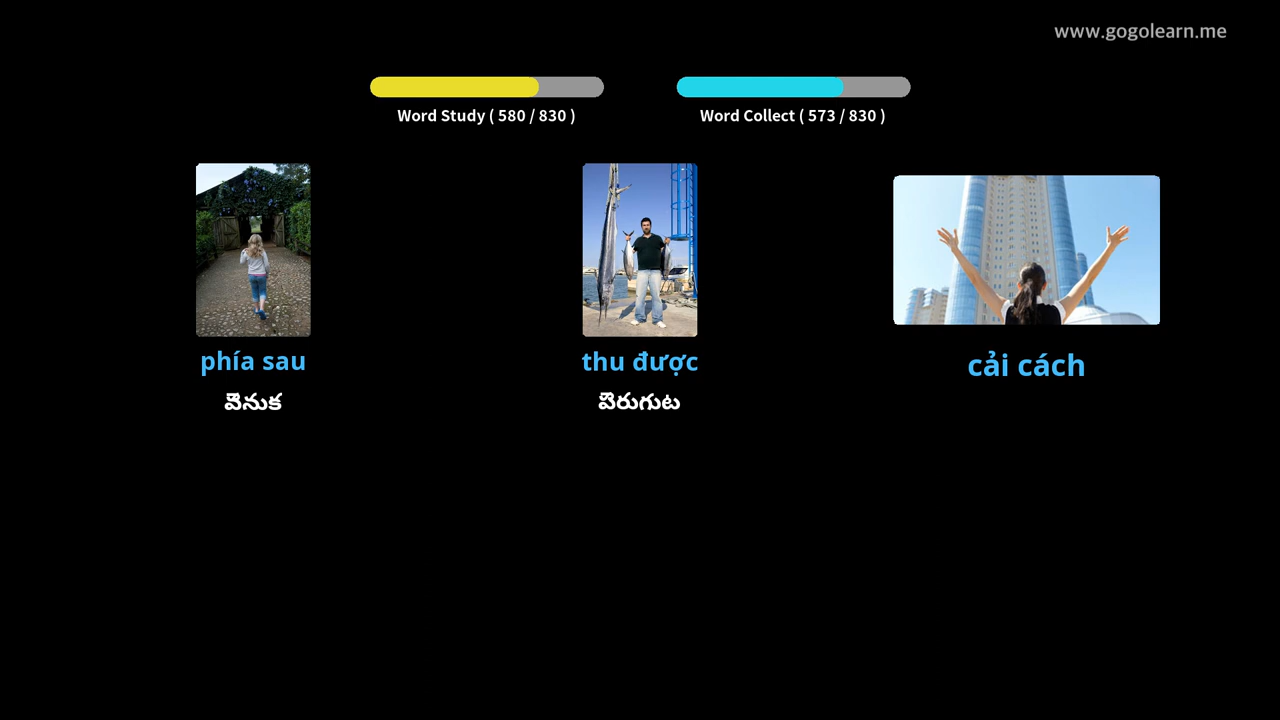 www.gogolearn.me
Word Study ( 580 / 830 )
Word Collect ( 573 / 830 )
phía sau
వెనుక
thu được
పెరుగుట
cải cách